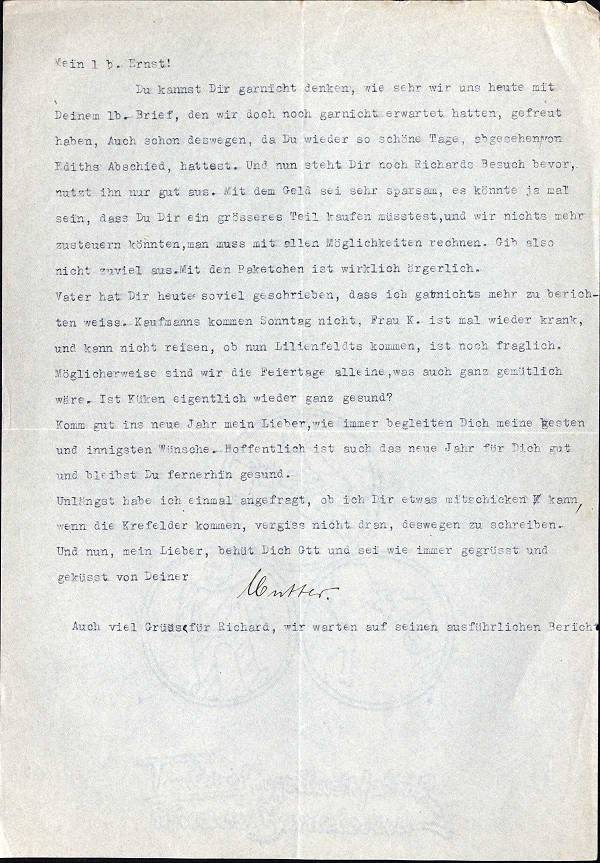 Mein l b. Ernst!
Du kannst Dir garnicht denken, wie sehr wir uns heute mit
Deinem lb. Brief, den wir doch noch garnicht erwartet hatten, gefreut
haben, Auch schon deswegen, da Du wieder so schöne Tage, abgesehenvon
Ediths Abschied, hattest. Und nun steht Dir noch Richards Besuch bevor,
nutzt ihn nur gut aus. Mit dem Geld sei sehr sparsam, es könnte ja mal
sein, dass Du Dir ein grösseres Teil kaufen müsstest,und wir nichts mehr
zusteuern könnten,man muss mit allen Möglichkeiten rechnen. Gib also
nicht zuviel aus.Mit den Paketchen ist wirklich ärgerlich.
Vater hat Dir heute soviel geschrieben, dass ich garnichts mehr zu berich-
ten weiss. Kaufmanns kommen Sonntag nicht, Frau K. ist mal wieder krank,
und kann nicht reisen, ob nun Lilienfeldts kommen, ist noch fraglich.
Möglicherweise sind wir die Feiertage alleine,was auch ganz gemütlich
wäre. Ist Küken eigentlich wieder ganz gesund?
Komm gut ins neue Jahr mein Lieber,wie immer begleiten Dich meine besten
und innigsten Wünsche. Hoffentlich ist auch das neue Jahr für Dich gut
und bleibst Du fernerhin gesund.
Unlängst habe ich einmal angefragt, ob ich Dir etwas mitschicken kann,
wenn die Krefelder kommen, vergiss nicht dran, deswegen zu schreiben.
Und nun, mein Lieber, behüt Dich Gtt und sei wie immer gegrüsst und
geküsst von Deiner
Mutter.
Auch viel Grüsse für Richard, wir warten auf seinen ausführlichen Bericht